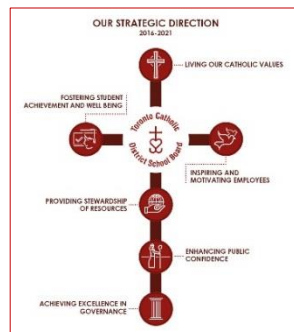 OUR STRATEGIC DIRECTION
2016-2021
LIVING OUR CATHOLIC VALUES
FOSTERING STUDENT
ACHIEVEMENT AND WELL BEING
Toronto Catholic
District School Board
INSPIRING AND
MOTIVATING EMPLOYEES
PROVIDING STEWARDSHIP
OF RESOURCES
ENHANCING PUBLIC
CONFIDENCE
ACHIEVING EXCELLENCE IN
GOVERNANCE